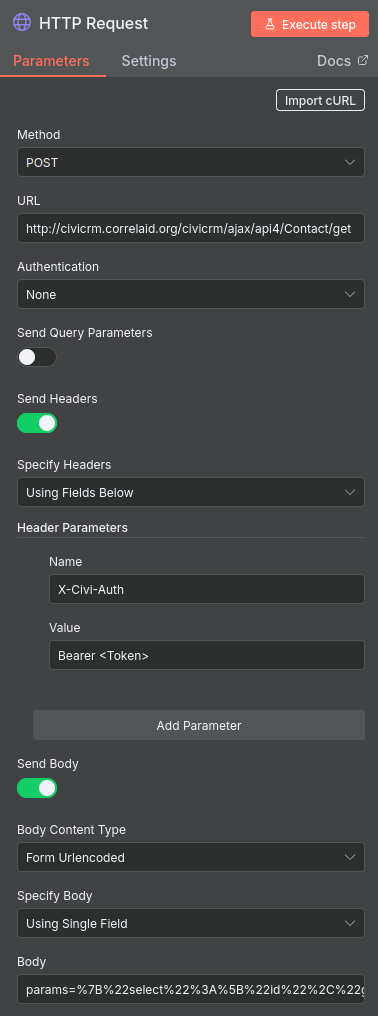 HTTP Request
Execute step
Parameters
Settings
Docs
Import cURL
Method
POST
URL
http://civicrm.correlaid.org/civicrm/ajax/api4/Contact/get
Authentication
None
Send Query Parameters
Send Headers
Specify Headers
Using Fields Below
Header Parameters
Name
X-Civi-Auth
Value
Bearer <Token>
Add Parameter
Send Body
Body Content Type
Form Urlencoded
Specify Body
Using Single Field
Body
params=%7B%22select%22%3A%5B%22id%22%2C%22g